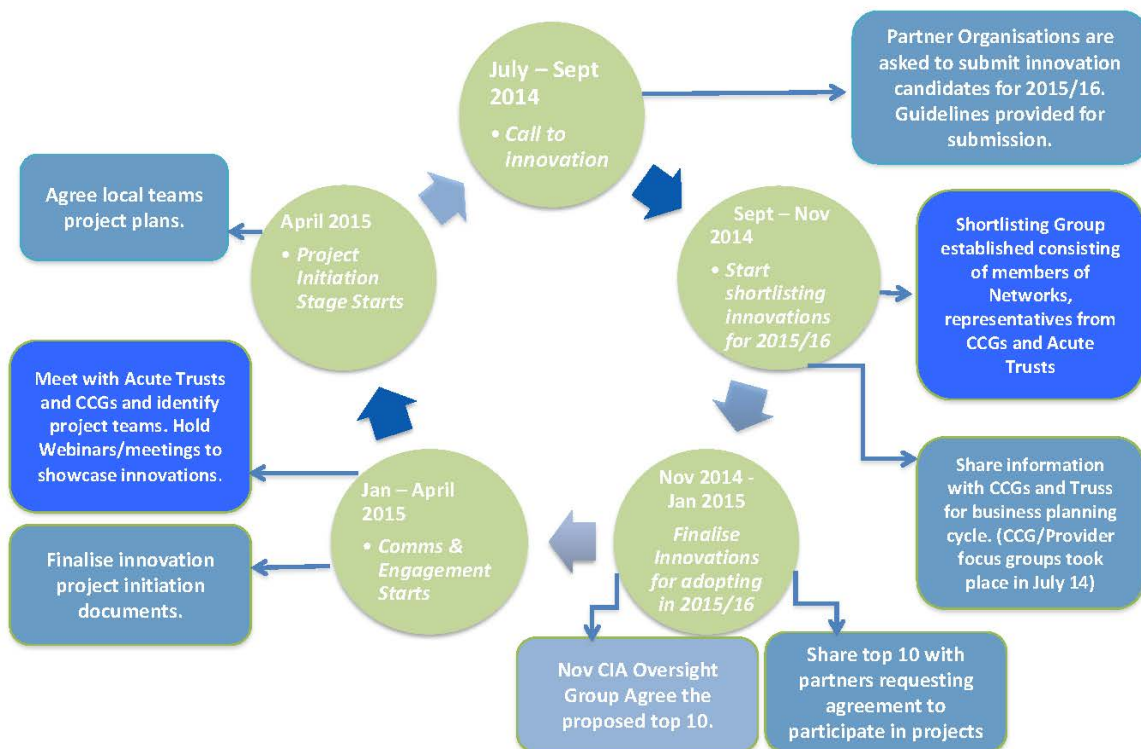 July – Sept
2014
• Call to
innovation
Partner Organisations are
asked to submit innovation
candidates for 2015/16.
Guidelines provided for
submission.
Sept – Nov
2014
• Start
shortlisting
innovations
for 2015/16
Shortlisting Group
established consisting
of members of
Networks,
representatives from
CCGs and Acute
Trusts
Share information
with CCGs and Truss
for business planning
cycle. (CCG/Provider
focus groups took
place in July 14)
Nov 2014 -
Jan 2015
Finalise
Innovations
for adopting
in 2015/16
Share top 10 with
partners requesting
agreement to
participate in projects
Nov CIA Oversight
Group Agree the
proposed top 10.
Jan – April
2015
• Comms &
Engagement
Starts
Meet with Acute Trusts
and CCGs and identify
project teams. Hold
Webinars/meetings to
showcase innovations.
Finalise innovation
project initiation
documents.
April 2015
• Project
Initiation
Stage Starts
Agree local teams
project plans.